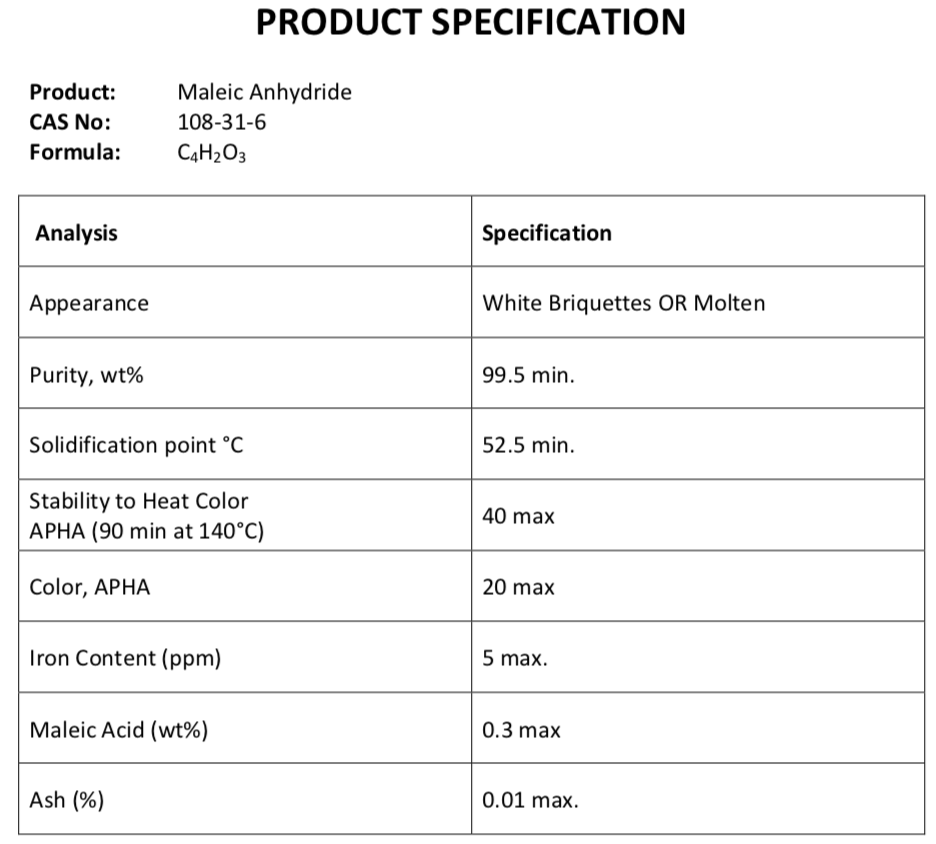 PRODUCT SPECIFICATION
Product: Maleic Anhydride
CAS No: 108-31-6
Formula: C₄H₂O₃
Analysis Specification
Appearance White Briquettes OR Molten
Purity, wt% 99.5 min.
Solidification point °C 52.5 min.
Stability to Heat Color
APHA (90 min at 140°C) 40 max
Color, APHA 20 max
Iron Content (ppm) 5 max.
Maleic Acid (wt%) 0.3 max
Ash (%) 0.01 max.